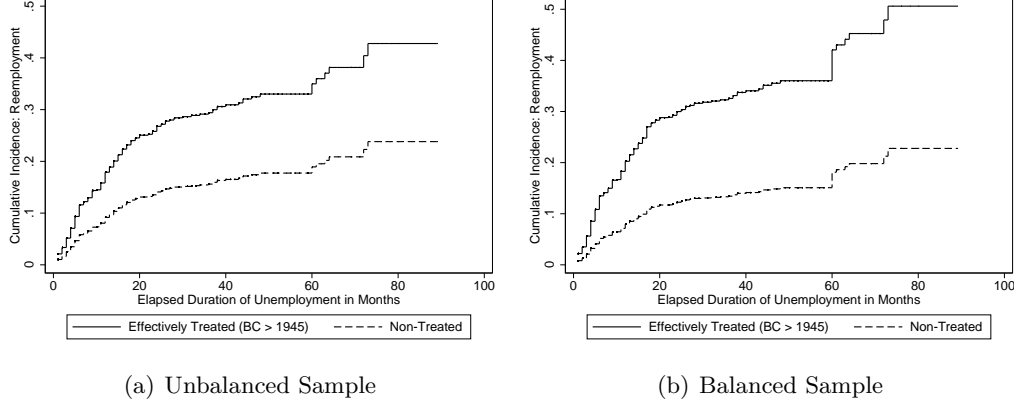 Cumulative Incidence: Reemployment
0 .1 .2 .3 .4 .5
0 20 40 60 80 100
Elapsed Duration of Unemployment in Months
Effectively Treated (BC > 1945) Non-Treated
(a) Unbalanced Sample
Cumulative Incidence: Reemployment
0 .1 .2 .3 .4 .5
0 20 40 60 80 100
Elapsed Duration of Unemployment in Months
Effectively Treated (BC > 1945) Non-Treated
(b) Balanced Sample